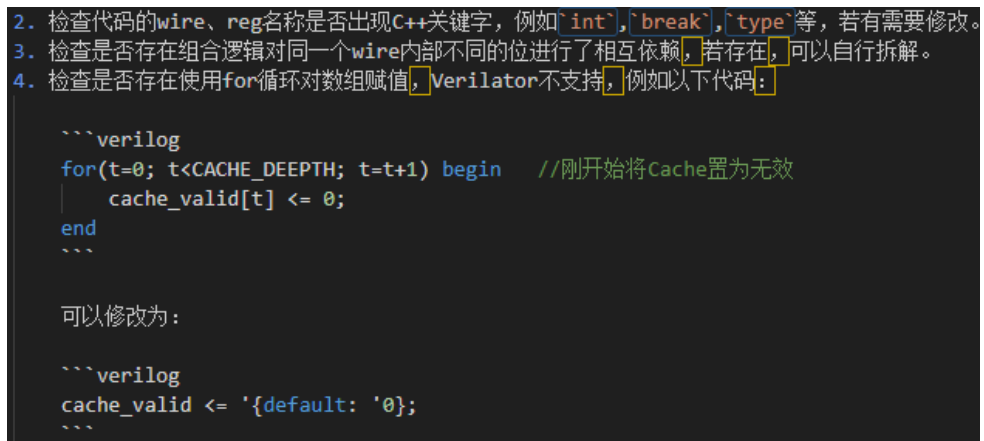 2. 检查代码的wire、reg名称是否出现C++关键字，例如`int`,`break`,`type`等，若有需要修改。
3. 检查是否存在组合逻辑对同一个wire内部不同的位进行了相互依赖，若存在，可以自行拆解。
4. 检查是否存在使用for循环对数组赋值，Verilator不支持，例如以下代码：
```verilog
for(t=0; t<CACHE_DEEPTH; t=t+1) begin   //刚开始将Cache置为无效
    cache_valid[t] <= 0;
end
```
可以修改为：
```verilog
cache_valid <= '{default: '0};
```